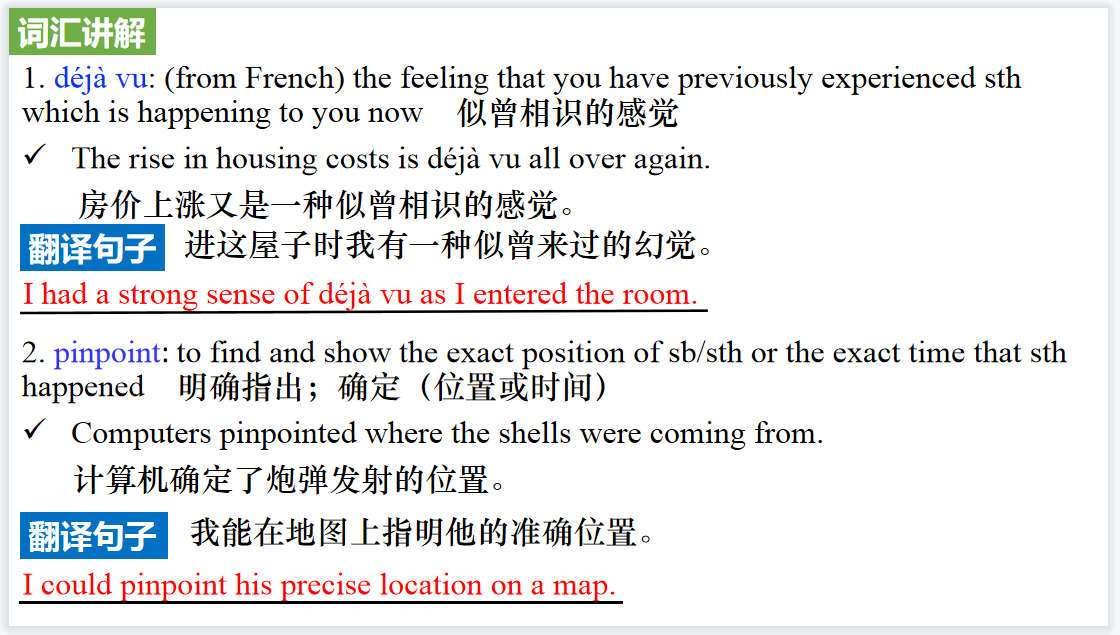 词汇讲解
1. déjà vu: (from French) the feeling that you have previously experienced sth
which is happening to you now 似曾相识的感觉
✓ The rise in housing costs is déjà vu all over again.
房价上涨又是一种似曾相识的感觉。
翻译句子 进这屋子时我有一种似曾来过的幻觉。
I had a strong sense of déjà vu as I entered the room.
2. pinpoint: to find and show the exact position of sb/sth or the exact time that sth
happened 明确指出；确定（位置或时间）
✓ Computers pinpointed where the shells were coming from.
计算机确定了炮弹发射的位置。
翻译句子 我能在地图上指明他的准确位置。
I could pinpoint his precise location on a map.